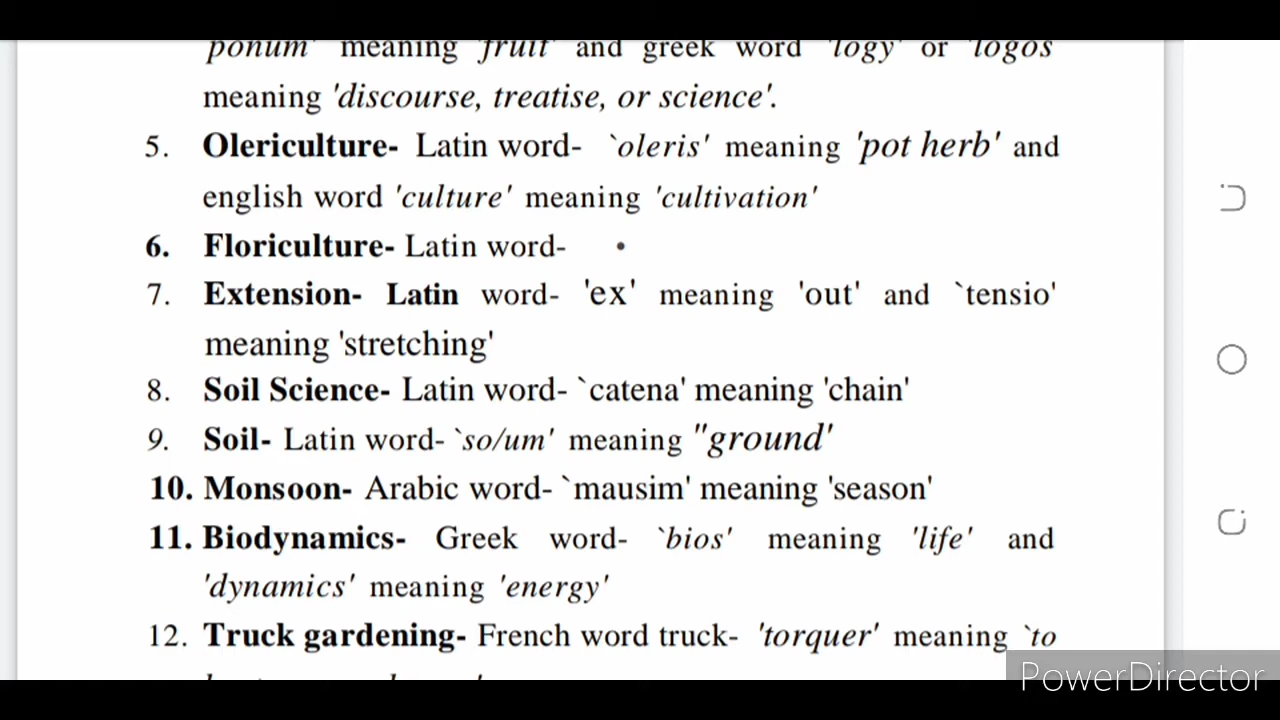 ponum' meaning 'fruit' and greek word 'logy' or 'logos
meaning 'discourse, treatise, or science'.
5. Olericulture- Latin word- `oleris' meaning 'pot herb' and
english word 'culture' meaning 'cultivation'
6. Floriculture- Latin word- •
7. Extension- Latin word- 'ex' meaning 'out' and `tensio'
meaning 'stretching'
8. Soil Science- Latin word- `catena' meaning 'chain'
9. Soil- Latin word- `so/um' meaning "ground'
10. Monsoon- Arabic word- `mausim' meaning 'season'
11. Biodynamics- Greek word- `bios' meaning 'life' and
'dynamics' meaning 'energy'
12. Truck gardening- French word truck- 'torquer' meaning `to
PowerDirector